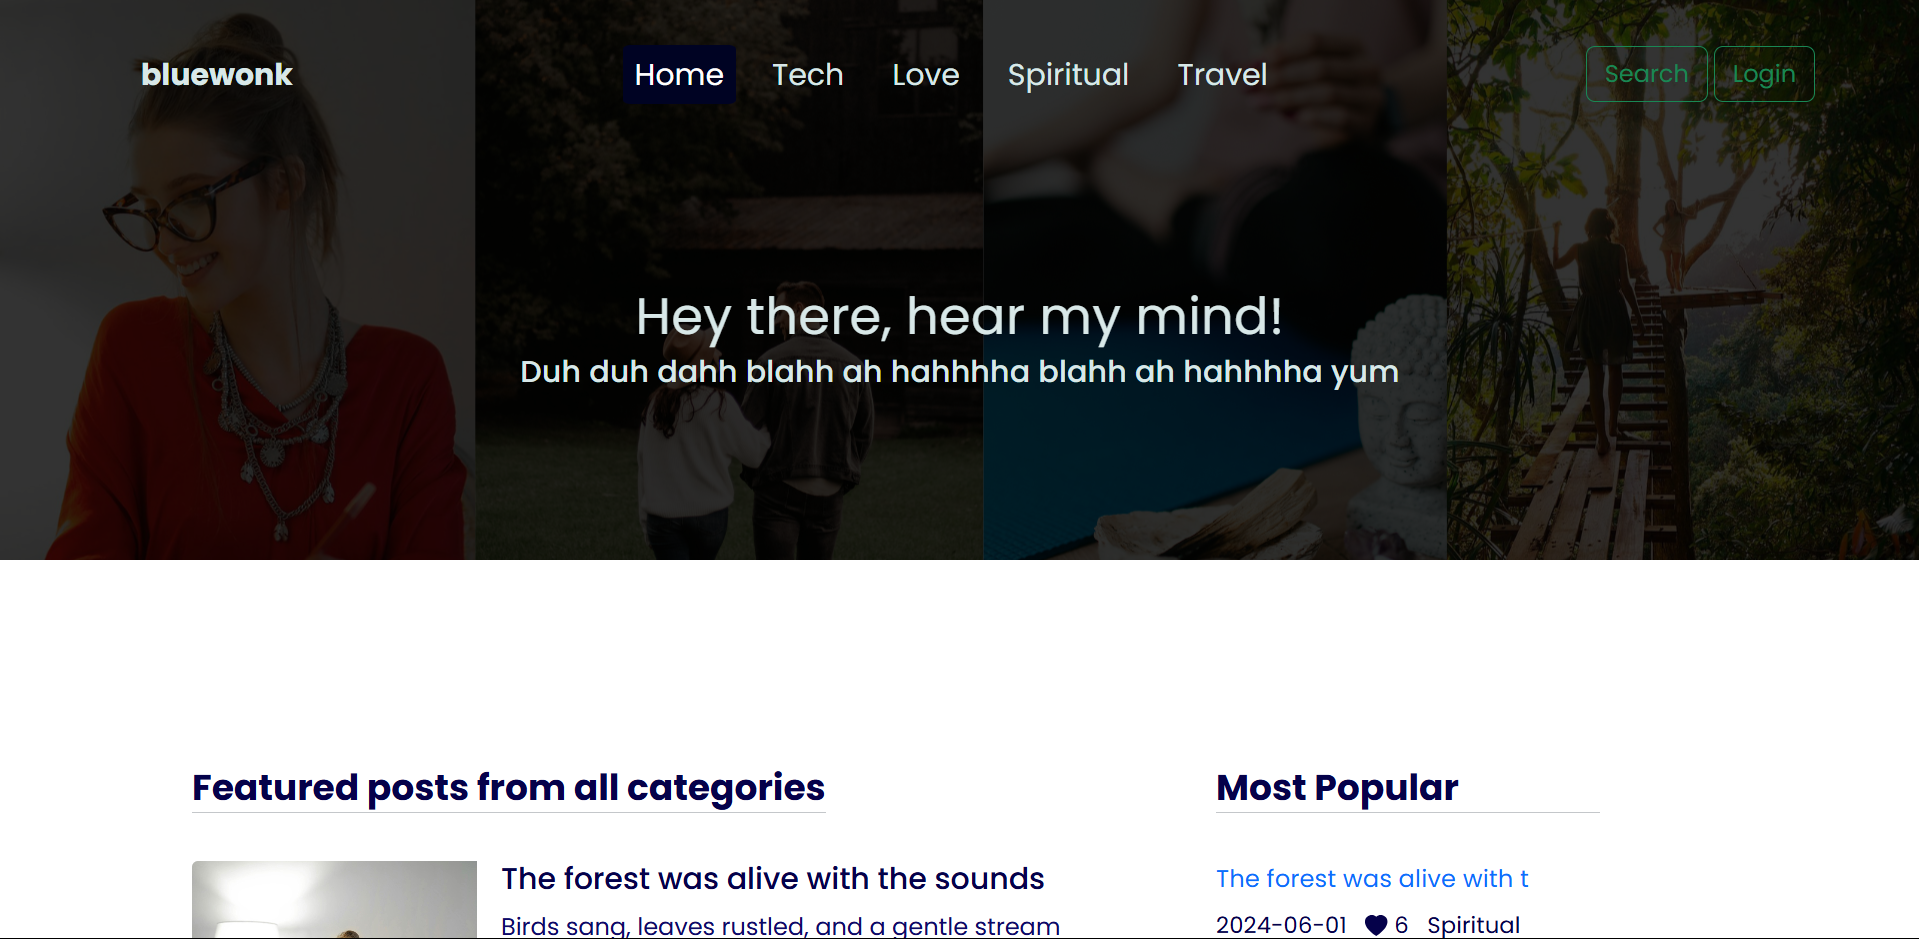 bluewonk
Home Tech Love Spiritual Travel
Search Login
Hey there, hear my mind!
Duh duh dahh blahh ah hahhhha blahh ah hahhhha yum
Featured posts from all categories
The forest was alive with the sounds
Birds sang, leaves rustled, and a gentle stream
Most Popular
The forest was alive with t
2024-06-01 6 Spiritual